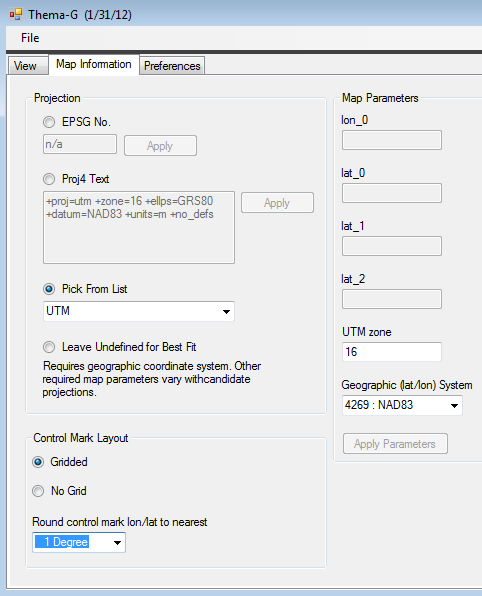 Thema-G (1/31/12)
File
View Map Information Preferences
Projection
EPSG No.
n/a Apply
Proj4 Text
+proj=utm +zone=16 +ellps=GRS80
+datum=NAD83 +units=m +no_defs
Apply
Pick From List
UTM
Leave Undefined for Best Fit
Requires geographic coordinate system. Other
required map parameters vary withcandidate
projections.
Control Mark Layout
Gridded
No Grid
Round control mark lon/lat to nearest
1 Degree
Map Parameters
lon_0
lat_0
lat_1
lat_2
UTM zone
16
Geographic (lat/lon) System
4269 : NAD83
Apply Parameters